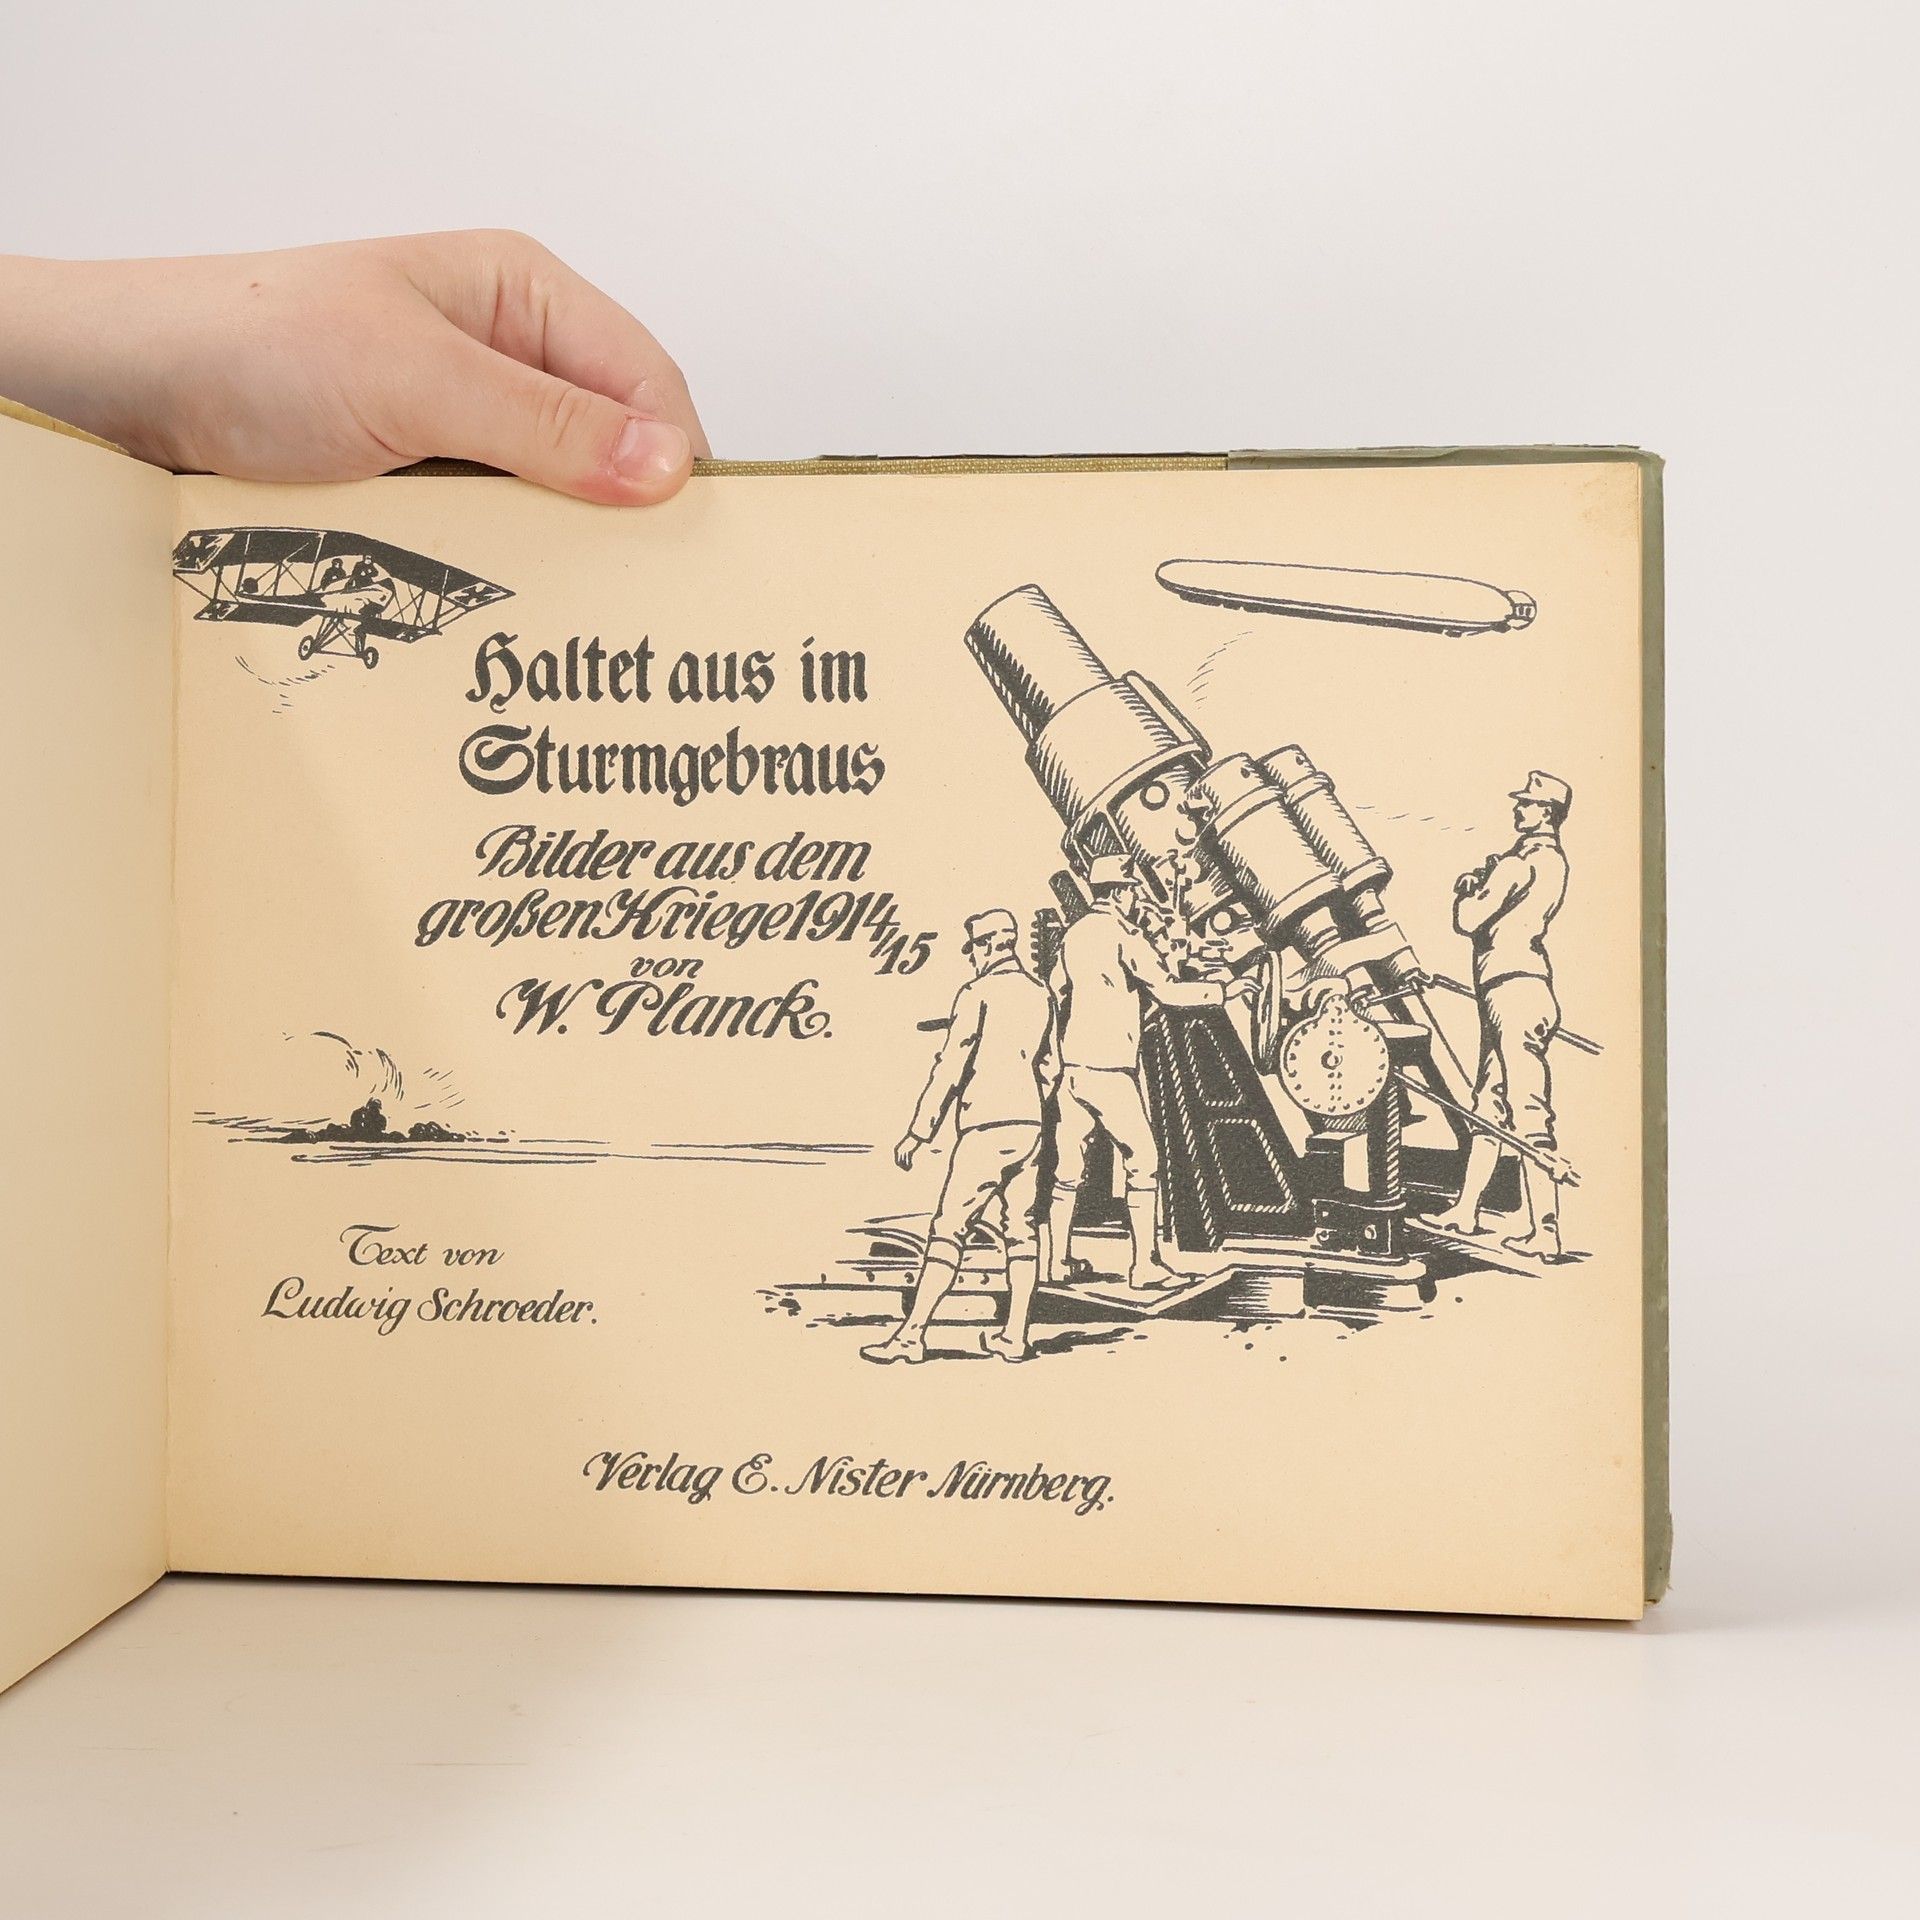 Haltet aus im
Sturmgebraus
Bilder aus dem
großen Kriege 1914/15
von
W. Planck.
Text von
Ludwig Schroeder.
Verlag E. Nister Nürnberg.